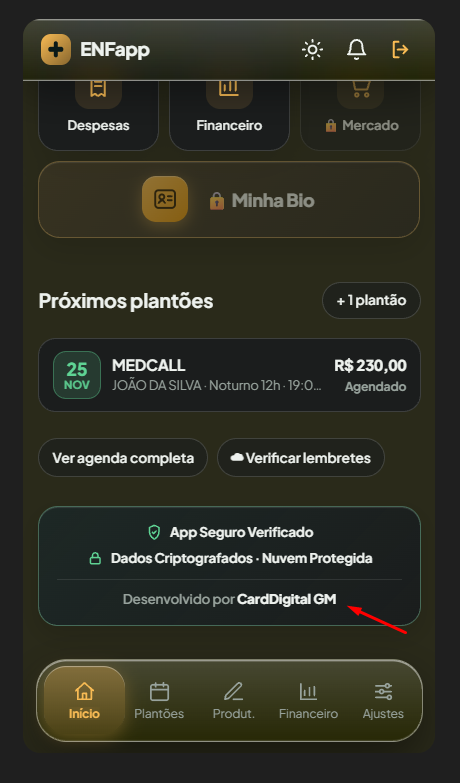 ENFapp
Despesas
Financeiro
Mercado
Minha Bio
Próximos plantões
+ 1 plantão
25
NOV
MEDCALL
R$ 230,00
JOÃO DA SILVA · Noturno 12h · 19:0...
Agendado
Ver agenda completa
Verificar lembretes
App Seguro Verificado
Dados Criptografados · Nuvem Protegida
Desenvolvido por CardDigital GM
Início
Plantões
Produt.
Financeiro
Ajustes